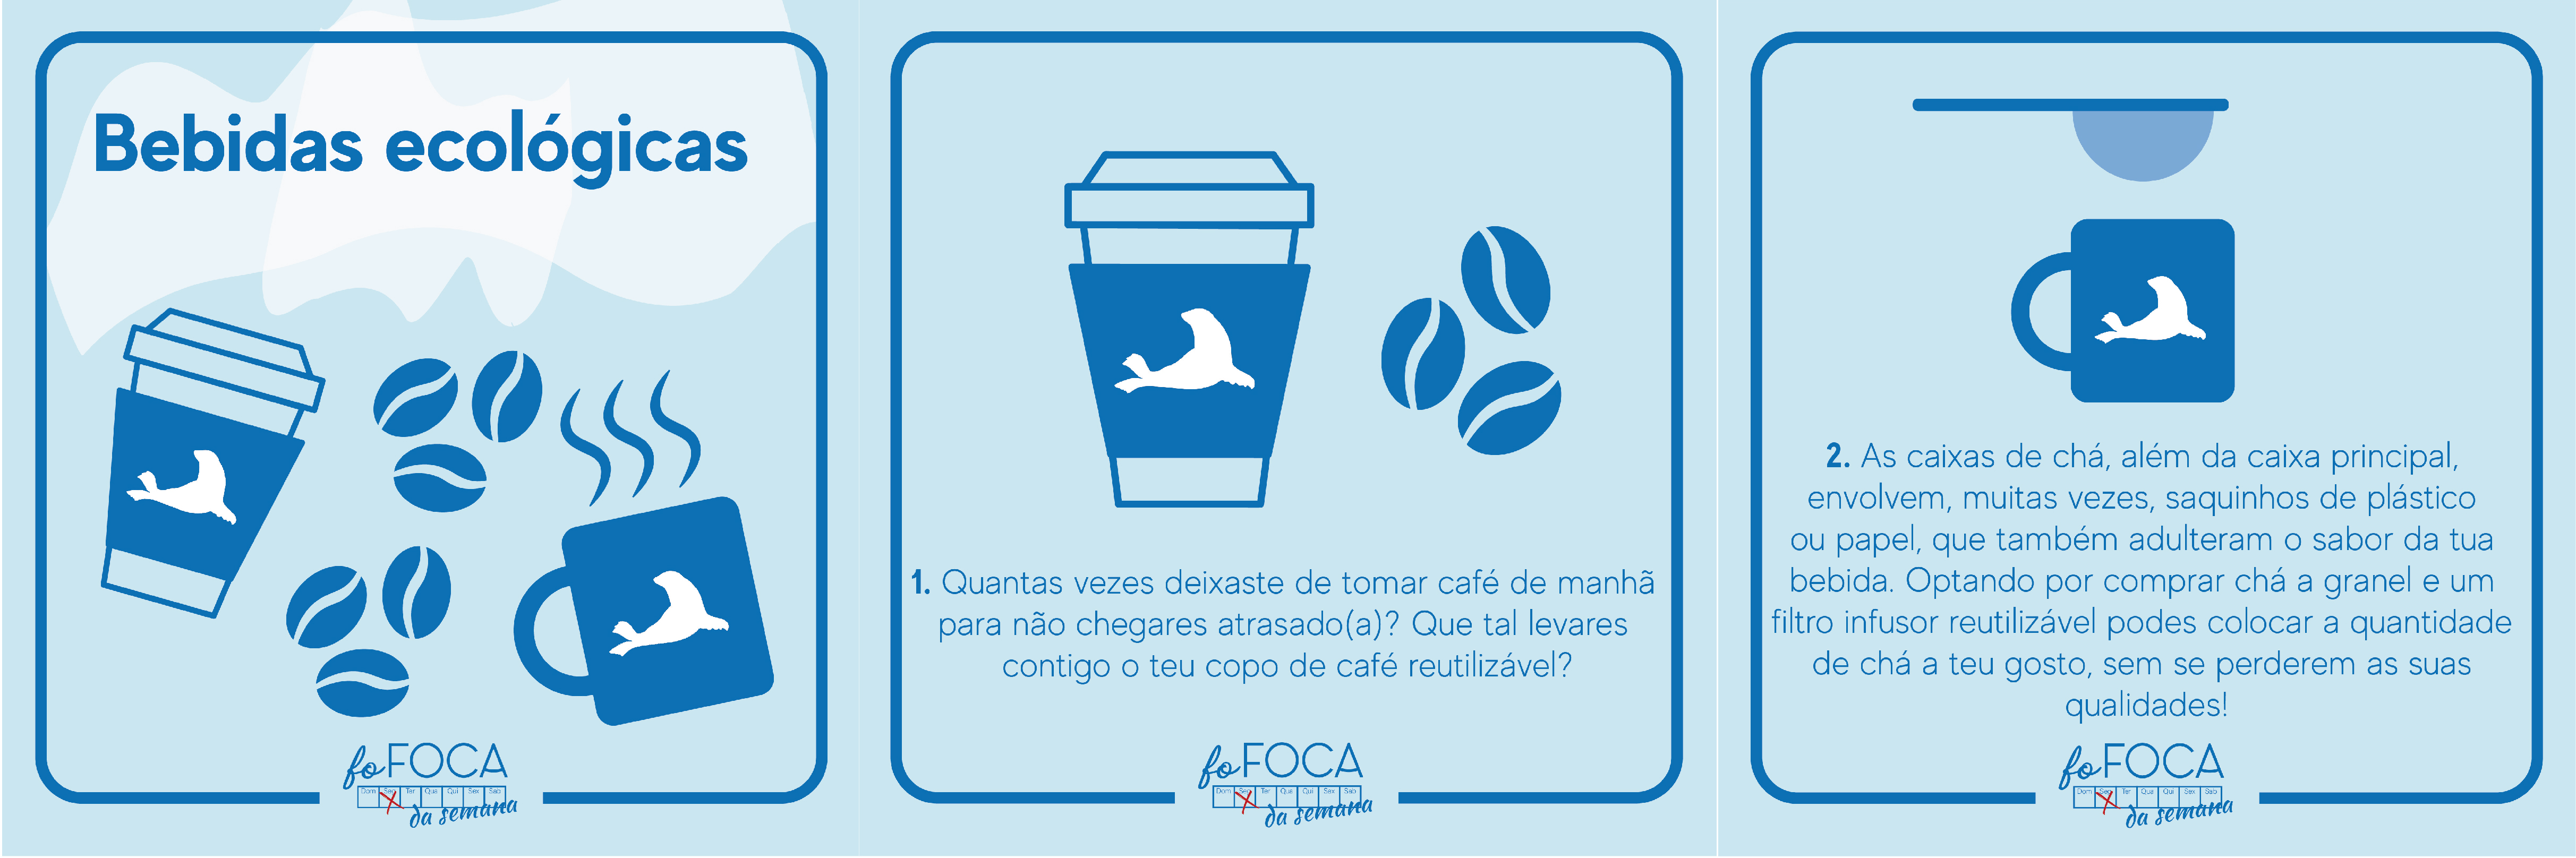 Bebidas ecológicas
foFOCA
Dom Seg Ter Qua Qui Sex Sab
da semana
1. Quantas vezes deixaste de tomar café de manhã
para não chegares atrasado(a)? Que tal levares
contigo o teu copo de café reutilizável?
foFOCA
Dom Seg Ter Qua Qui Sex Sab
da semana
2. As caixas de chá, além da caixa principal,
envolvem, muitas vezes, saquinhos de plástico
ou papel, que também adulteram o sabor da tua
bebida. Optando por comprar chá a granel e um
filtro infusor reutilizável podes colocar a quantidade
de chá a teu gosto, sem se perderem as suas
qualidades!
foFOCA
Dom Seg Ter Qua Qui Sex Sab
da semana